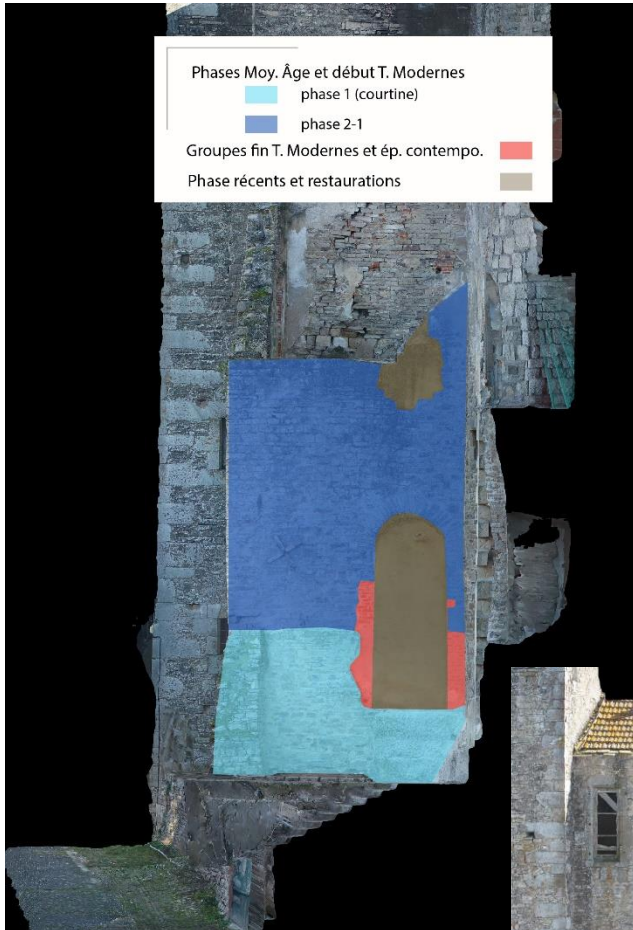 Phases Moy. Âge et début T. Modernes
phase 1 (courtine)
phase 2-1
Groupes fin T. Modernes et ép. contempo.
Phase récents et restaurations